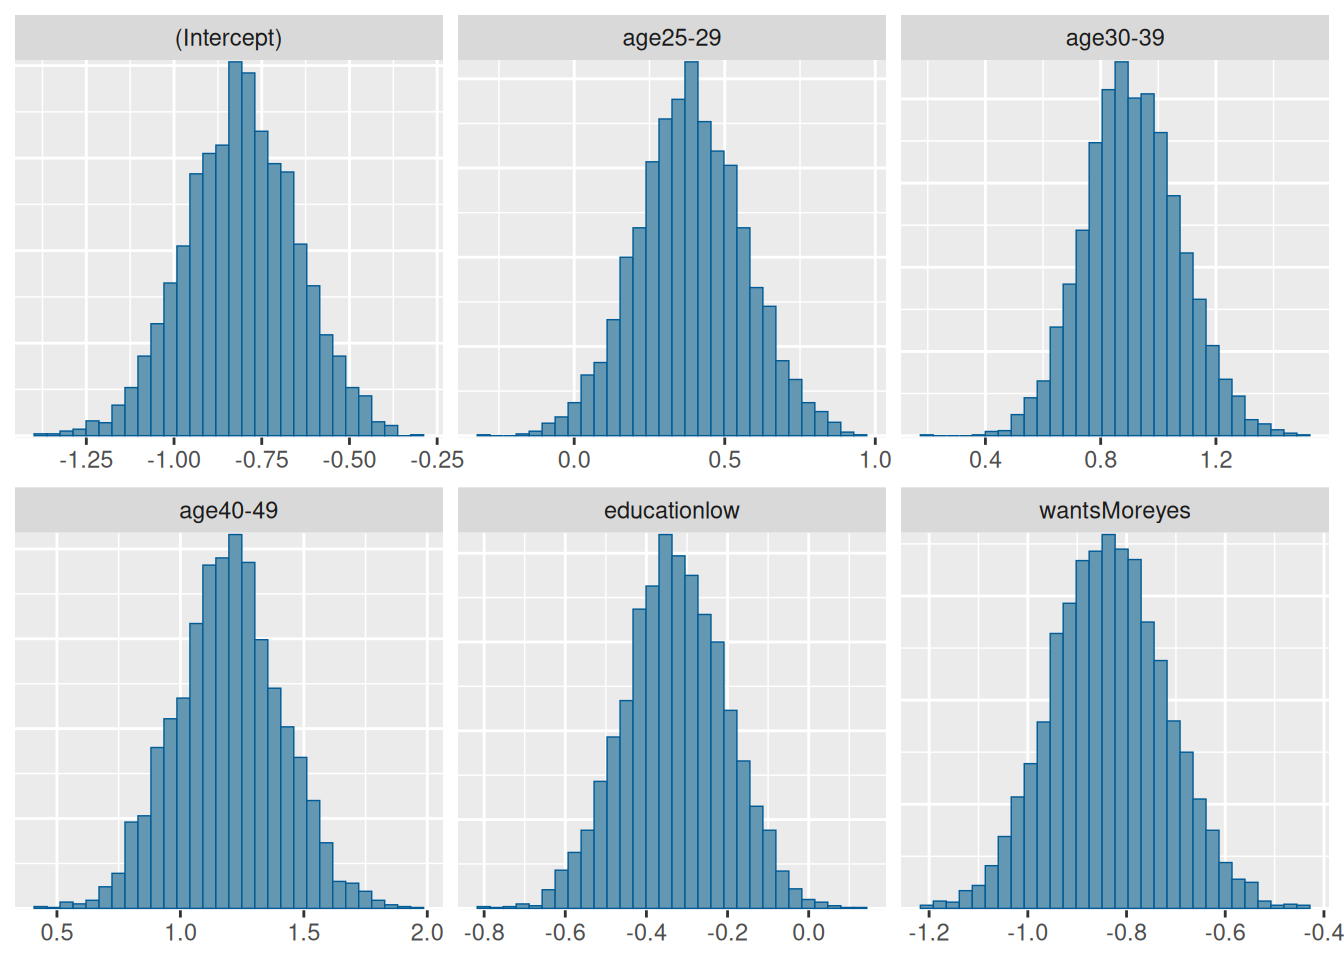 (Intercept) age25-29 age30-39
-1.25 -1.00 -0.75 -0.50 -0.25 0.0 0.5 1.0 0.4 0.8 1.2
age40-49 educationlow wantsMoreyes
0.5 1.0 1.5 2.0 -0.8 -0.6 -0.4 -0.2 0.0 -1.2 -1.0 -0.8 -0.6 -0.4